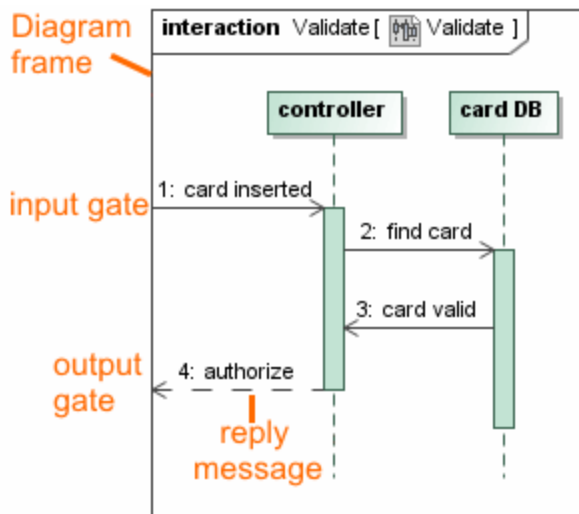 Diagram
frame
interaction Validate [ Validate ]
controller
card DB
1: card inserted
input gate
2: find card
3: card valid
output
gate
4: authorize
reply
message